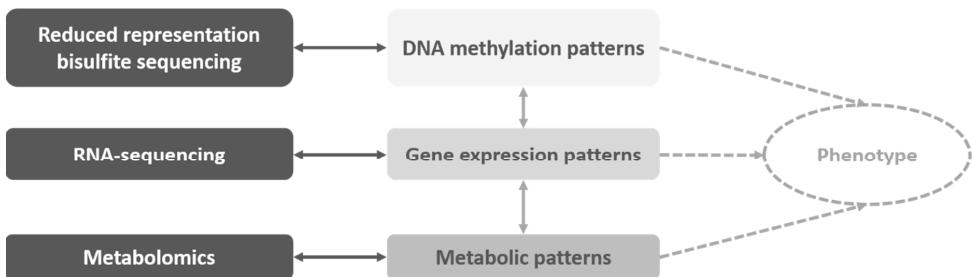 Reduced representation
bisulfite sequencing
DNA methylation patterns
RNA-sequencing
Gene expression patterns
Phenotype
Metabolomics
Metabolic patterns